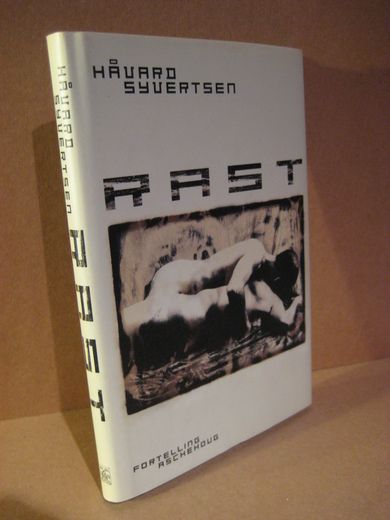 HÅVARD
SYVERTSEN
RAST
FORTELLING
ASCHEHOUG
HÅVARD
SYVERTSEN
RAST